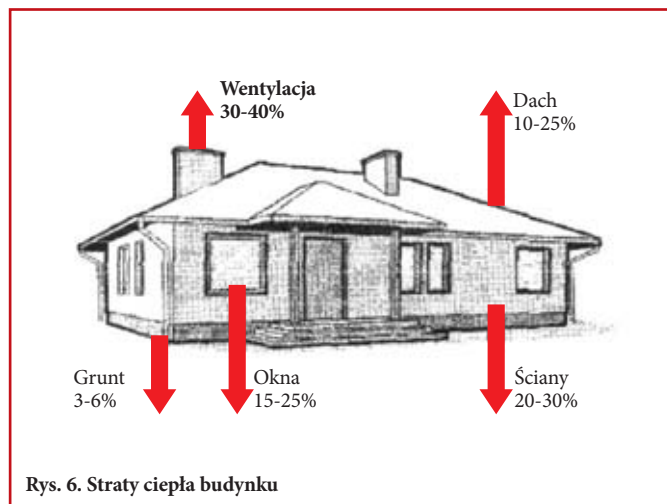 Wentylacja
30-40%
Dach
10-25%
Grunt
3-6%
Okna
15-25%
Ściany
20-30%
Rys. 6. Straty ciepła budynku